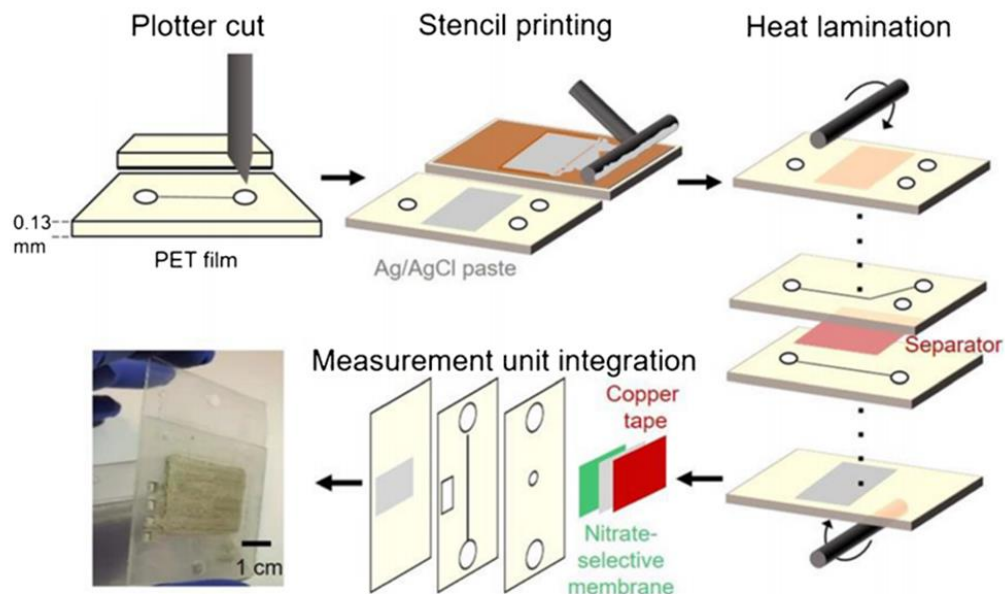 Plotter cut
Stencil printing
Heat lamination
0.13
mm
PET film
Ag/AgCl paste
Separator
Measurement unit integration
Copper
tape
Nitrate-
selective
membrane
1 cm